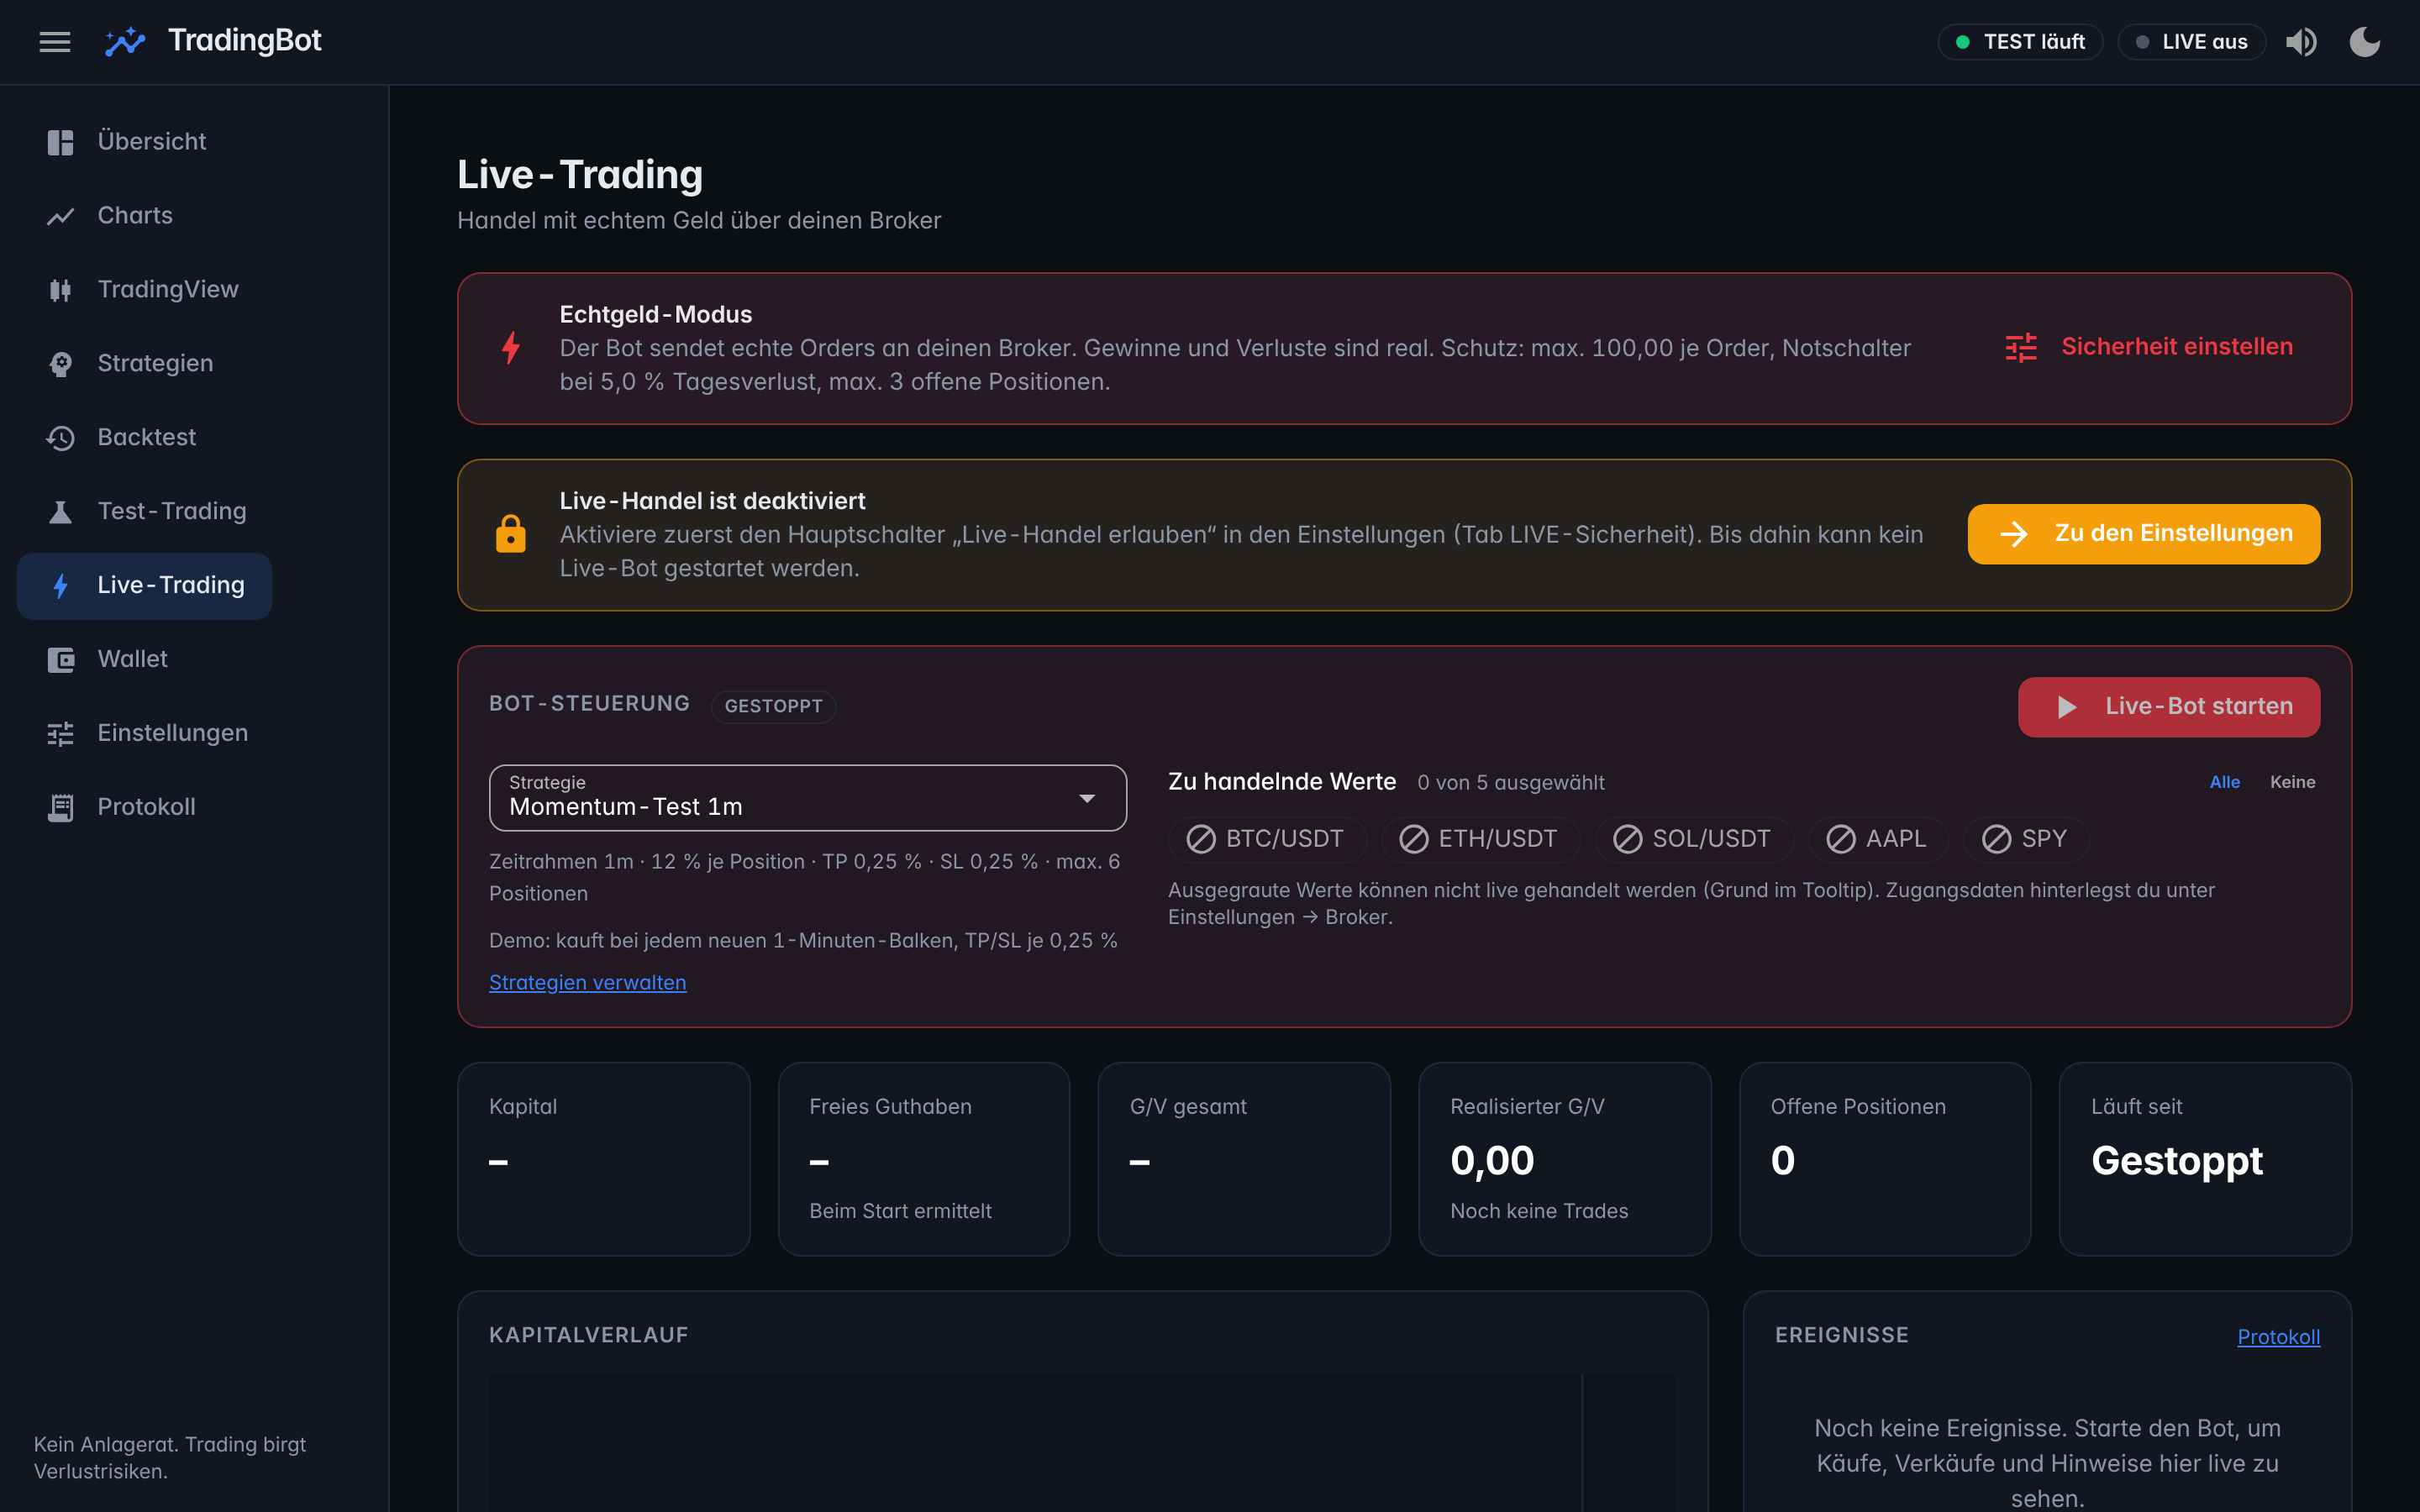 TradingBot
TEST läuft
LIVE aus
Übersicht
Charts
TradingView
Strategien
Backtest
Test-Trading
Live-Trading
Wallet
Einstellungen
Protokoll
Kein Anlagerat. Trading birgt
Verlustrisiken.
Live-Trading
Handel mit echtem Geld über deinen Broker
Echtgeld-Modus
Der Bot sendet echte Orders an deinen Broker. Gewinne und Verluste sind real. Schutz: max. 100,00 je Order, Notschalter
bei 5,0 % Tagesverlust, max. 3 offene Positionen.
Sicherheit einstellen
Live-Handel ist deaktiviert
Aktiviere zuerst den Hauptschalter „Live-Handel erlauben“ in den Einstellungen (Tab LIVE-Sicherheit). Bis dahin kann kein
Live-Bot gestartet werden.
Zu den Einstellungen
BOT-STEUERUNG
GESTOPPT
Live-Bot starten
Strategie
Momentum-Test 1m
Zeitrahmen 1m · 12 % je Position · TP 0,25 % · SL 0,25 % · max. 6
Positionen
Demo: kauft bei jedem neuen 1-Minuten-Balken, TP/SL je 0,25 %
Strategien verwalten
Zu handelnde Werte 0 von 5 ausgewählt
Alle
Keine
BTC/USDT
ETH/USDT
SOL/USDT
AAPL
SPY
Ausgegraute Werte können nicht live gehandelt werden (Grund im Tooltip). Zugangsdaten hinterlegst du unter
Einstellungen → Broker.
Kapital
–
Freies Guthaben
–
Beim Start ermittelt
G/V gesamt
–
Realisierter G/V
0,00
Noch keine Trades
Offene Positionen
0
Läuft seit
Gestoppt
KAPITALVERLAUF
EREIGNISSE
Protokoll
Noch keine Ereignisse. Starte den Bot, um
Käufe, Verkäufe und Hinweise hier live zu
sehen.